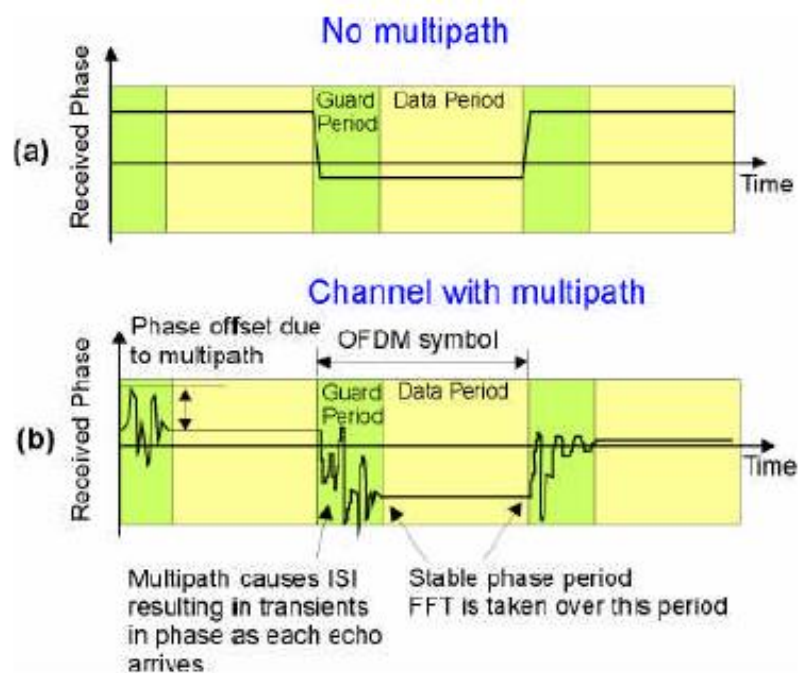 No multipath
Received Phase
Guard
Period
Data Period
(a)
Time
Channel with multipath
Phase offset due
to multipath
OFDM symbol
Received Phase
Guard
Period
Data Period
(b)
Time
Multipath causes ISI
resulting in transients
in phase as each echo
arrives
Stable phase period
FFT is taken over this period